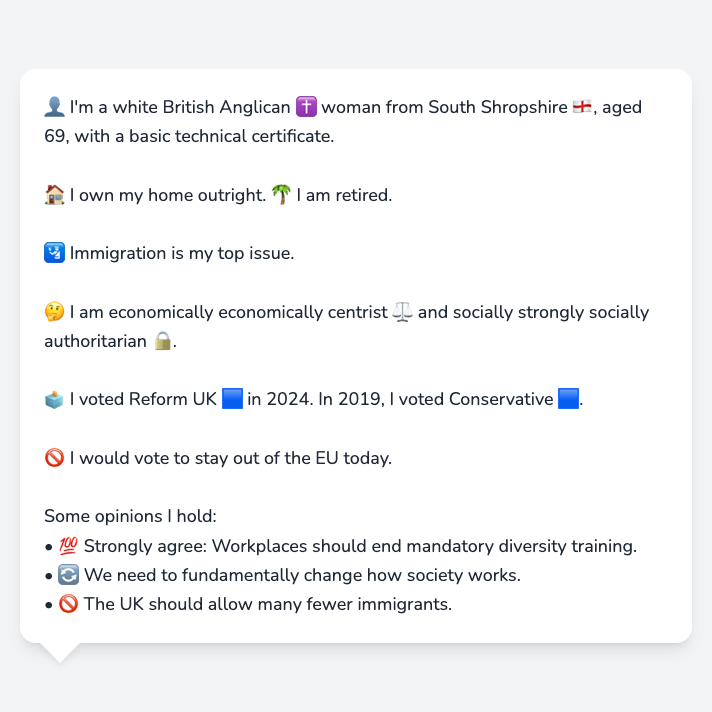 👤 I'm a white British Anglican ✝️ woman from South Shropshire 🏴󠁧󠁢󠁥󠁮󠁧󠁿, aged
69, with a basic technical certificate.
🏠 I own my home outright. 🌴 I am retired.
🛂 Immigration is my top issue.
🤔 I am economically economically centrist ⚖️ and socially strongly socially
authoritarian 🔒.
🗳️ I voted Reform UK 🟦 in 2024. In 2019, I voted Conservative 🟦.
🚫 I would vote to stay out of the EU today.
Some opinions I hold:
• 💯 Strongly agree: Workplaces should end mandatory diversity training.
• 🔄 We need to fundamentally change how society works.
• 🚫 The UK should allow many fewer immigrants.